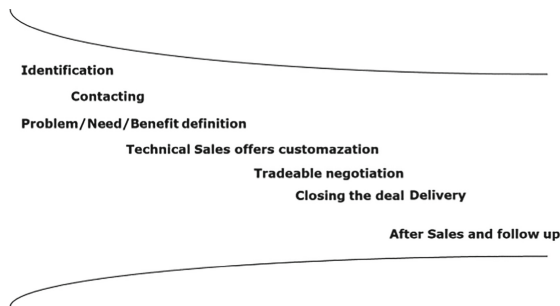 Identification
Contacting
Problem/Need/Benefit definition
Technical Sales offers customazation
Tradeable negotiation
Closing the deal Delivery
After Sales and follow up